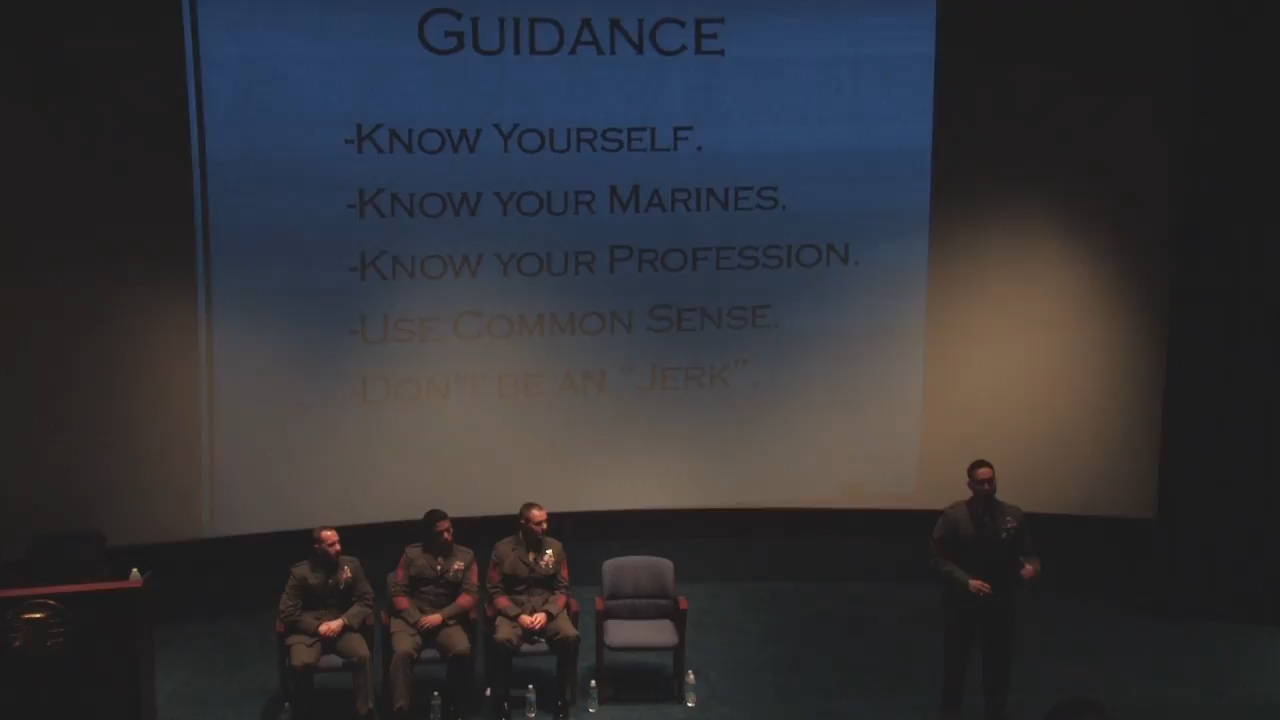 GUIDANCE
-KNOW YOURSELF.
-KNOW YOUR MARINES.
-KNOW YOUR PROFESSION.
-USE COMMON SENSE.
-DON'T BE AN "JERK".